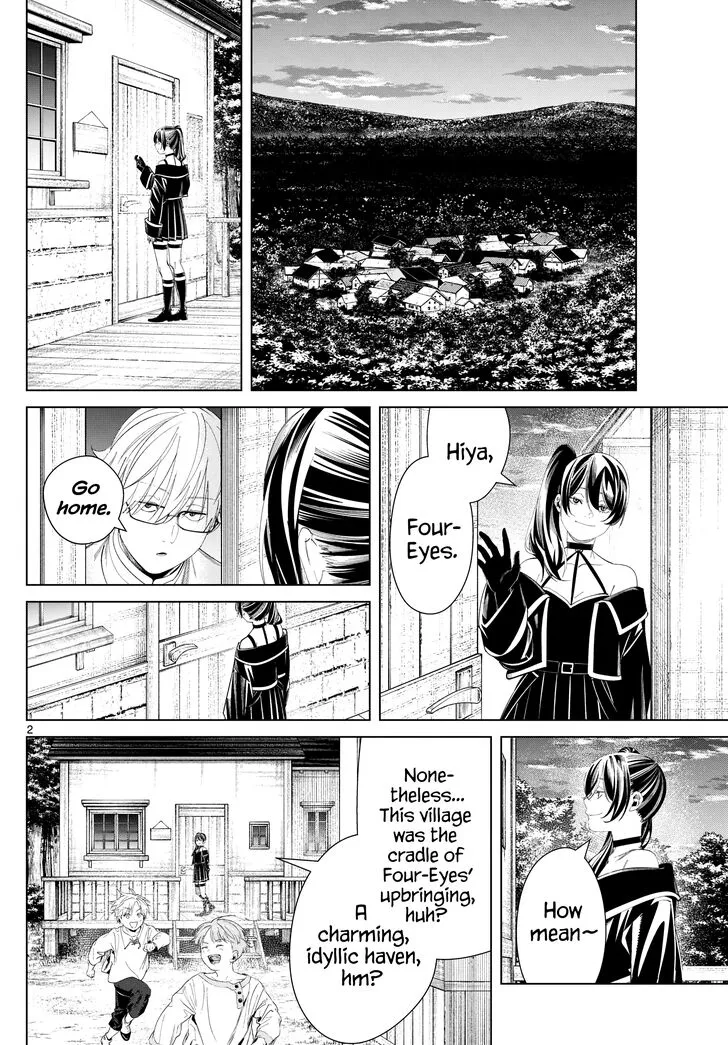 Hiya,
Four-
Eyes.
Go
home.
2
How
mean~
None-
theless...
This village
was the
cradle of
Four-Eyes'
upbringing,
huh?
A
charming,
idyllic haven,
hm?